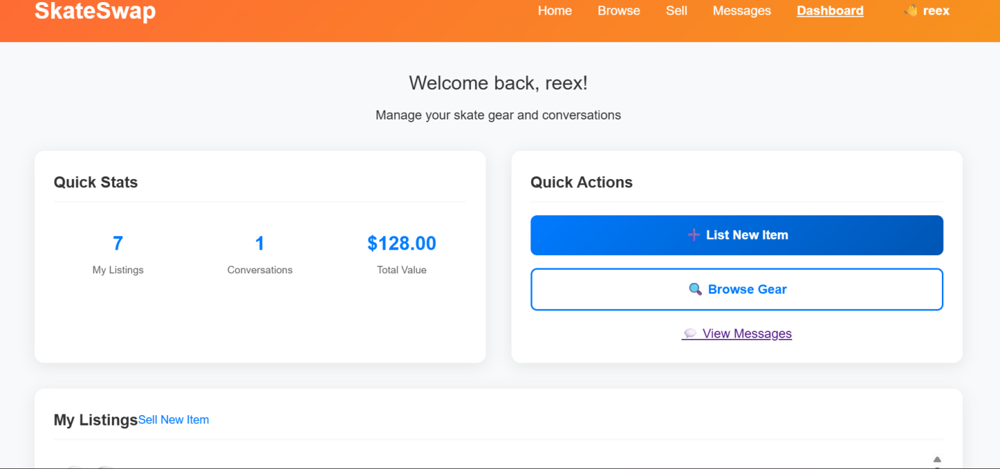 SkateSwap
Home Browse Sell Messages Dashboard 👋 reex
Welcome back, reex!
Manage your skate gear and conversations
Quick Stats
7
My Listings
1
Conversations
$128.00
Total Value
Quick Actions
➕ List New Item
🔍 Browse Gear
💬 View Messages
My Listings Sell New Item